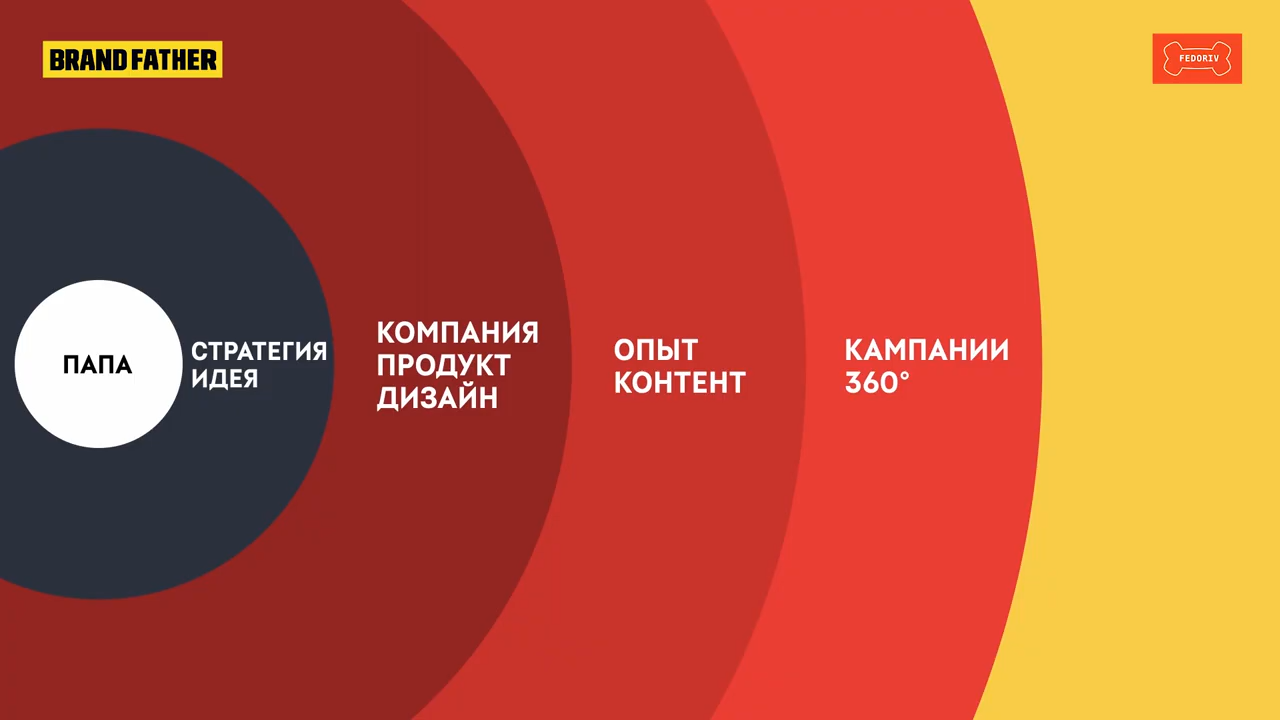 BRAND FATHER
FEDORIV
ПАПА
СТРАТЕГИЯ
ИДЕЯ
КОМПАНИЯ
ПРОДУКТ
ДИЗАЙН
ОПЫТ
КОНТЕНТ
КАМПАНИИ
360°